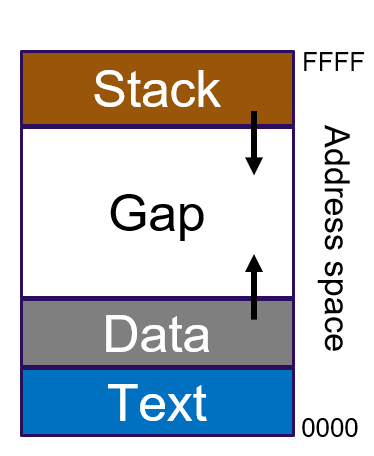 Stack
FFFF
Gap
Address space
Data
Text
0000